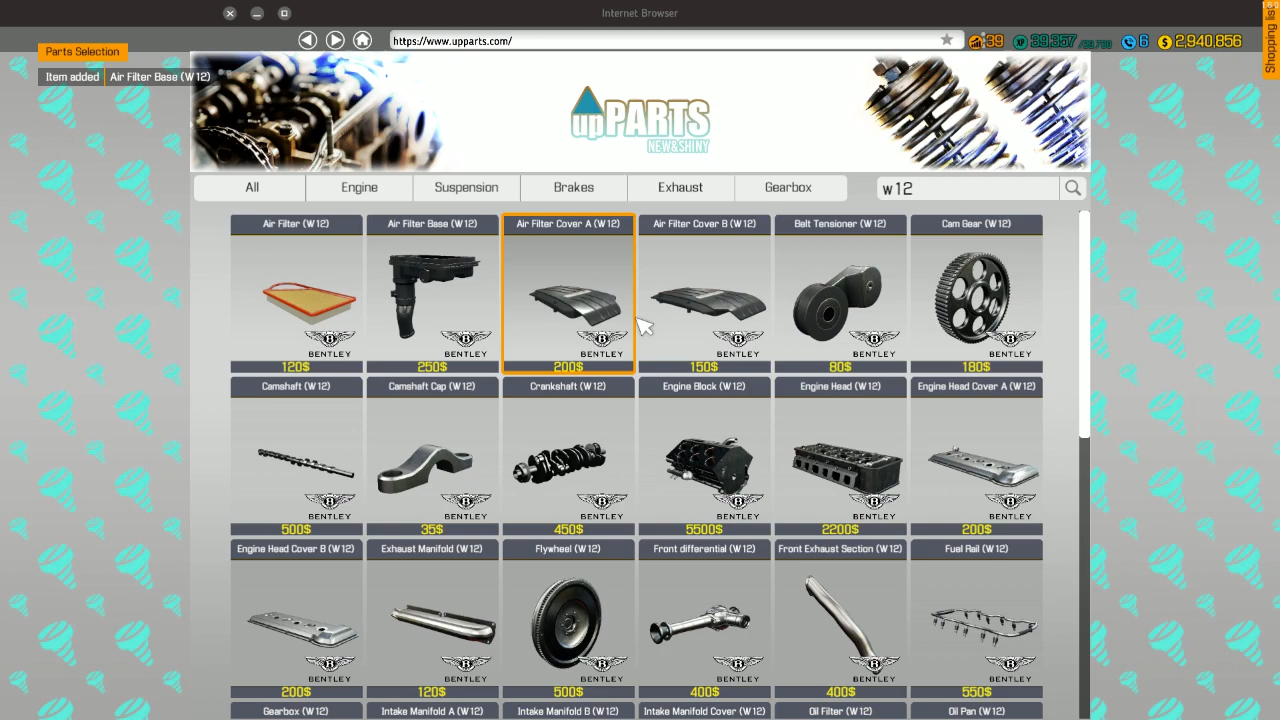 Internet Browser
https://www.upparts.com/
39
6
2,940,856
Shopping list
Parts Selection
Item added
Air Filter Base (W12)
upPARTS
NEW&SHINY
All
Engine
Suspension
Brakes
Exhaust
Gearbox
w12
Air Filter (W12)
Air Filter Base (W12)
Air Filter Cover A (W12)
Air Filter Cover B (W12)
Belt Tensioner (W12)
Cam Gear (W12)
BENTLEY
BENTLEY
BENTLEY
BENTLEY
BENTLEY
BENTLEY
120$
250$
200$
150$
80$
180$
Camshaft (W12)
Camshaft Cap (W12)
Crankshaft (W12)
Engine Block (W12)
Engine Head (W12)
Engine Head Cover A (W12)
BENTLEY
BENTLEY
BENTLEY
BENTLEY
BENTLEY
BENTLEY
500$
35$
450$
5500$
2200$
200$
Engine Head Cover B (W12)
Exhaust Manifold (W12)
Flywheel (W12)
Front differential (W12)
Front Exhaust Section (W12)
Fuel Rail (W12)
BENTLEY
BENTLEY
BENTLEY
BENTLEY
BENTLEY
BENTLEY
200$
120$
500$
400$
400$
550$
Gearbox (W12)
Intake Manifold A (W12)
Intake Manifold B (W12)
Intake Manifold Cover (W12)
Oil Filter (W12)
Oil Pan (W12)